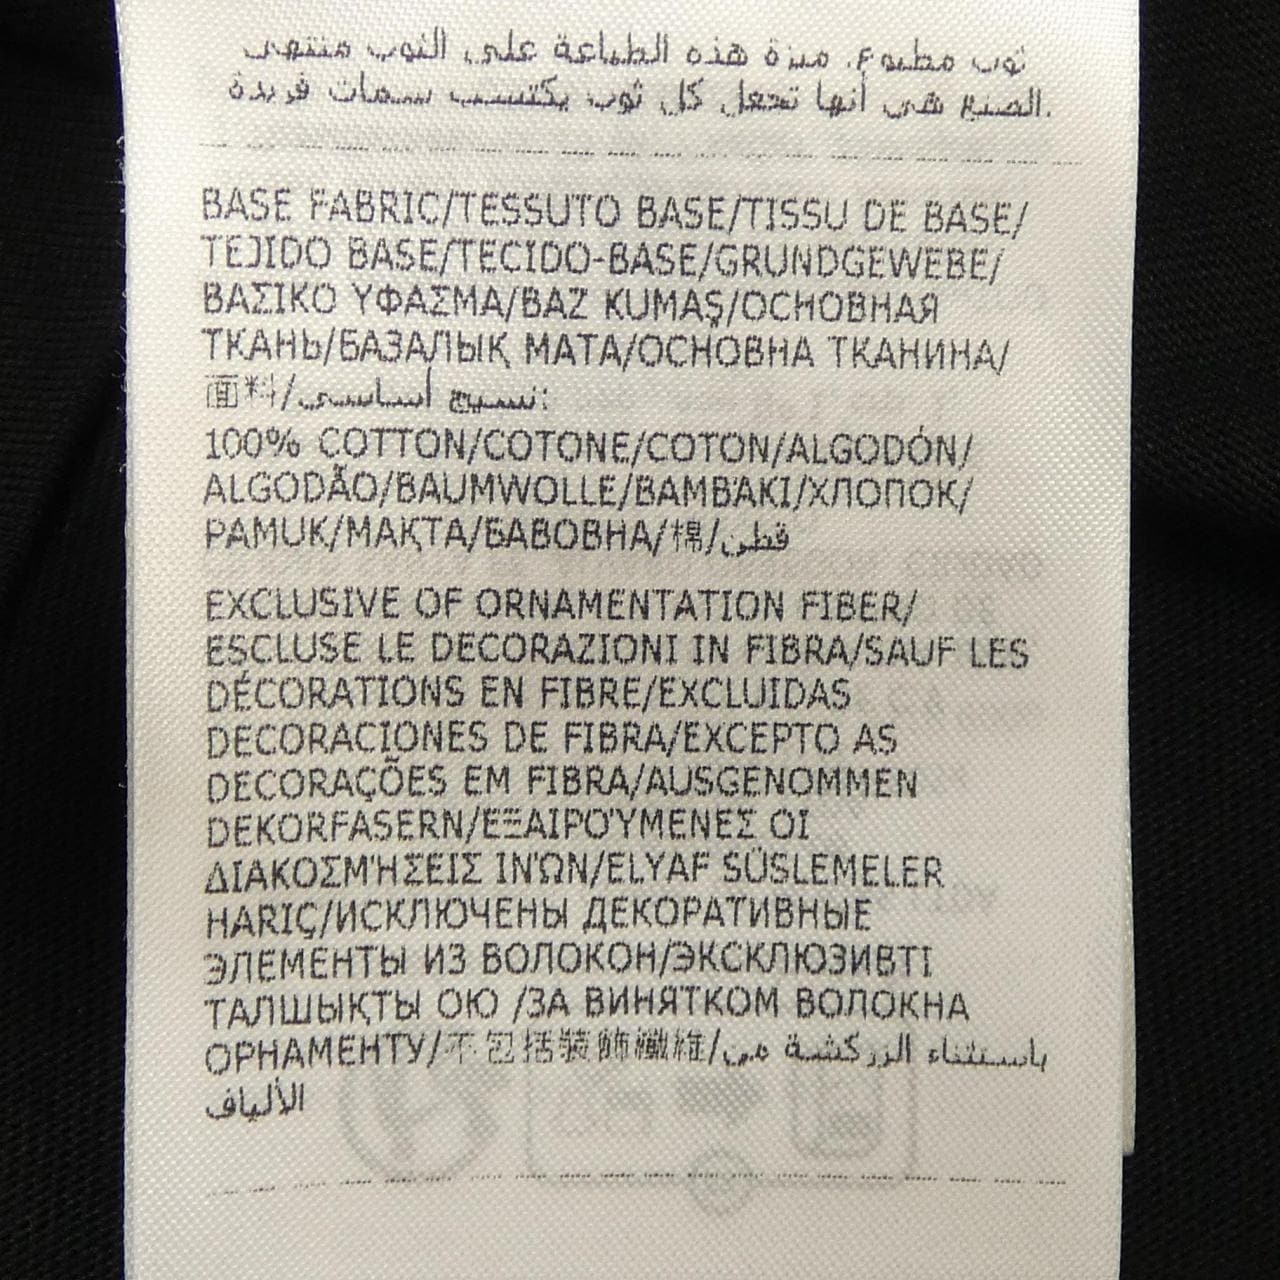 ثوب مطبوع. ميزة هذه الطباعة على الثوب منتهي
الصنع هي أنها تجعل كل ثوب يكتسب سمات فريدة.
BASE FABRIC/TESSUTO BASE/TISSU DE BASE/
TEJIDO BASE/TECIDO-BASE/GRUNDGEWEBE/
ΒΑΣΙΚΟ ΥΦΑΣΜΑ/BAZ KUMAŞ/ОСНОВНАЯ
ТКАНЬ/БАЗАЛЫҚ МАТА/ОСНОВНА ТКАНИНА/
面料/نسيج أساسي:
100% COTTON/COTONE/COTON/ALGODÓN/
ALGODÃO/BAUMWOLLE/ΒΑΜΒΆΚΙ/ХЛОПОК/
PAMUK/МАҚТА/БАВОВНА/棉/قطن
EXCLUSIVE OF ORNAMENTATION FIBER/
ESCLUSE LE DECORAZIONI IN FIBRA/SAUF LES
DÉCORATIONS EN FIBRE/EXCLUIDAS
DECORACIONES DE FIBRA/EXCEPTO AS
DECORAÇÕES EM FIBRA/AUSGENOMMEN
DEKORFASERN/ΕΞΑΙΡΟΎΜΕΝΕΣ ΟΙ
ΔΙΑΚΟΣΜΉΣΕΙΣ ΙΝΏΝ/ELYAF SÜSLEMELER
HARIÇ/ИСКЛЮЧЕНЫ ДЕКОРАТИВНЫЕ
ЭЛЕМЕНТЫ ИЗ ВОЛОКОН/ЭКСКЛЮЗИВТІ
ТАЛШЫҚТЫ ОЮ /ЗА ВИНЯТКОМ ВОЛОКНА
ОРНАМЕНТУ/不包括裝飾纖維/باستثناء الزركشة من
الألياف